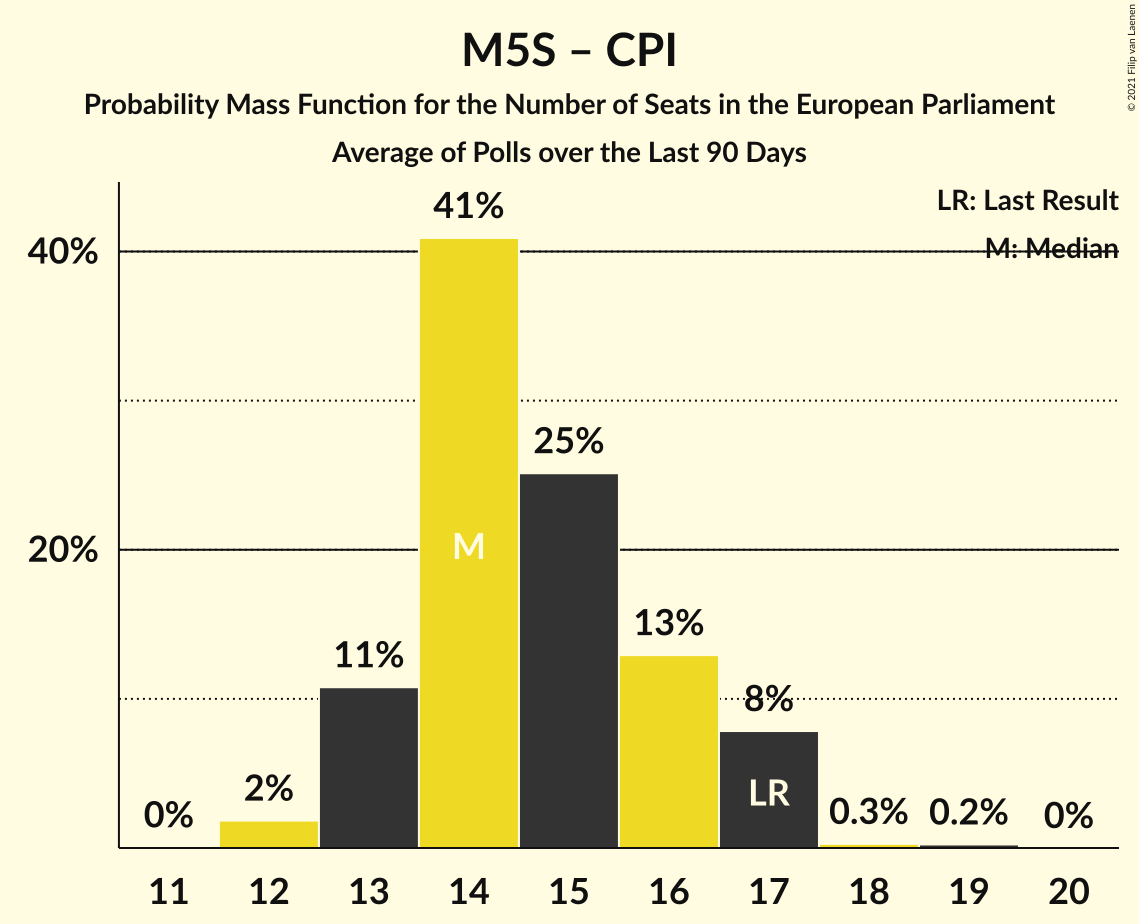 M5S – CPI
Probability Mass Function for the Number of Seats in the European Parliament
Average of Polls over the Last 90 Days
© 2021 Filip van Laenen
LR: Last Result
M: Median
40%
20%
0%
2%
11%
41%
25%
13%
8%
0.3%
0.2%
0%
M
LR
11 12 13 14 15 16 17 18 19 20